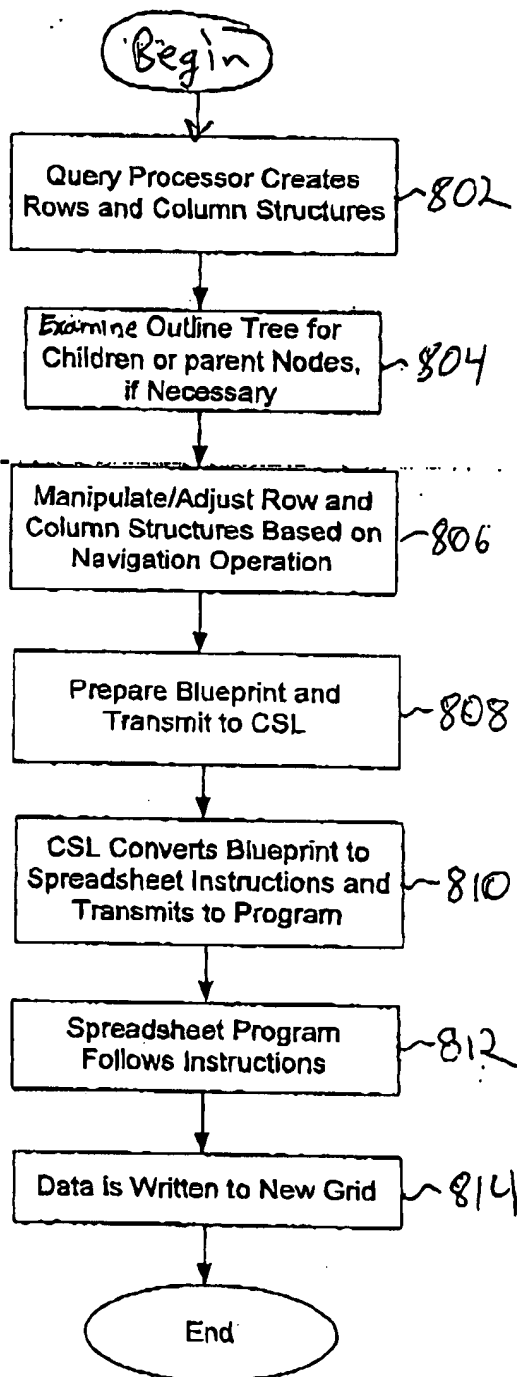 Begin
Query Processor Creates
Rows and Column Structures
802
Examine Outline Tree for
Children or parent Nodes,
if Necessary
804
Manipulate/Adjust Row and
Column Structures Based on
Navigation Operation
806
Prepare Blueprint and
Transmit to CSL
808
CSL Converts Blueprint to
Spreadsheet Instructions and
Transmits to Program
810
Spreadsheet Program
Follows Instructions
812
Data is Written to New Grid
814
End